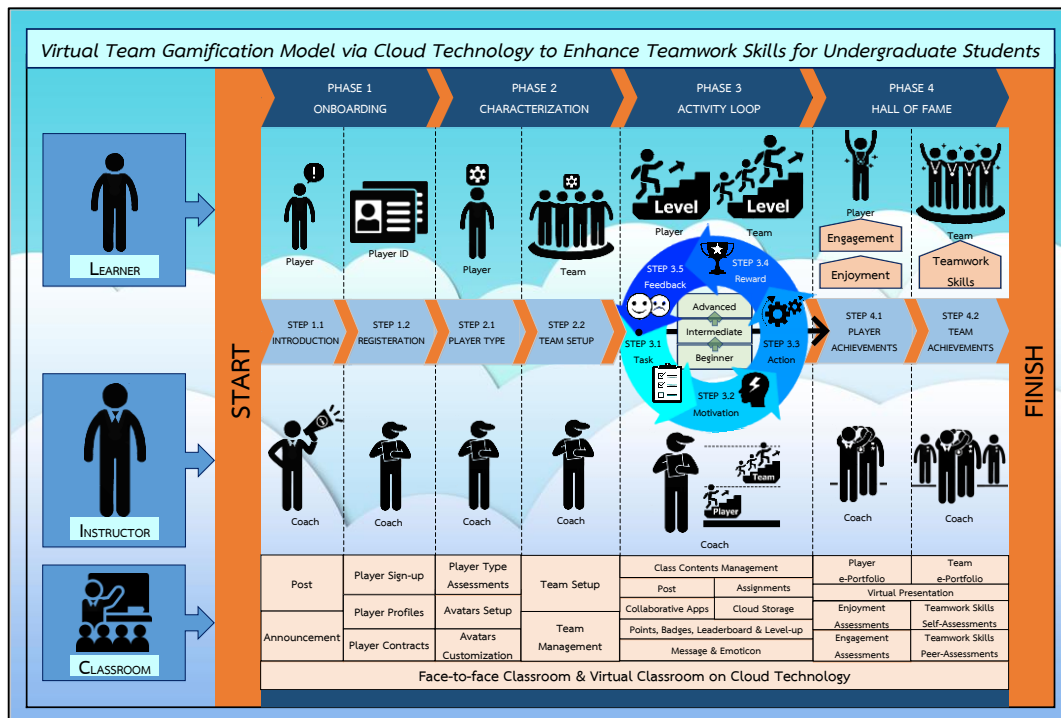 Virtual Team Gamification Model via Cloud Technology to Enhance Teamwork Skills for Undergraduate Students
PHASE 1
ONBOARDING
PHASE 2
CHARACTERIZATION
PHASE 3
ACTIVITY LOOP
PHASE 4
HALL OF FAME
LEARNER
START
FINISH
Player
Player ID
Player
Team
Level
Player
Level
Team
Player
Engagement
Enjoyment
Team
Teamwork
Skills
STEP 1.1
INTRODUCTION
STEP 1.2
REGISTERATION
STEP 2.1
PLAYER TYPE
STEP 2.2
TEAM SETUP
STEP 3.5
Feedback
STEP 3.4
Reward
Advanced
Intermediate
Beginner
STEP 3.1
Task
STEP 3.3
Action
STEP 3.2
Motivation
STEP 4.1
PLAYER
ACHIEVEMENTS
STEP 4.2
TEAM
ACHIEVEMENTS
INSTRUCTOR
Coach
Coach
Coach
Coach
Team
Player
Coach
Coach
Coach
CLASSROOM
Post
Announcement
Player Sign-up
Player Profiles
Player Contracts
Player Type
Assessments
Avatars Setup
Avatars
Customization
Team Setup
Team
Management
Class Contents Management
Post
Assignments
Collaborative Apps
Cloud Storage
Points, Badges, Leaderboard & Level-up
Message & Emoticon
Player
e-Portfolio
Team
e-Portfolio
Virtual Presentation
Enjoyment
Assessments
Teamwork Skills
Self-Assessments
Engagement
Assessments
Teamwork Skills
Peer-Assessments
Face-to-face Classroom & Virtual Classroom on Cloud Technology